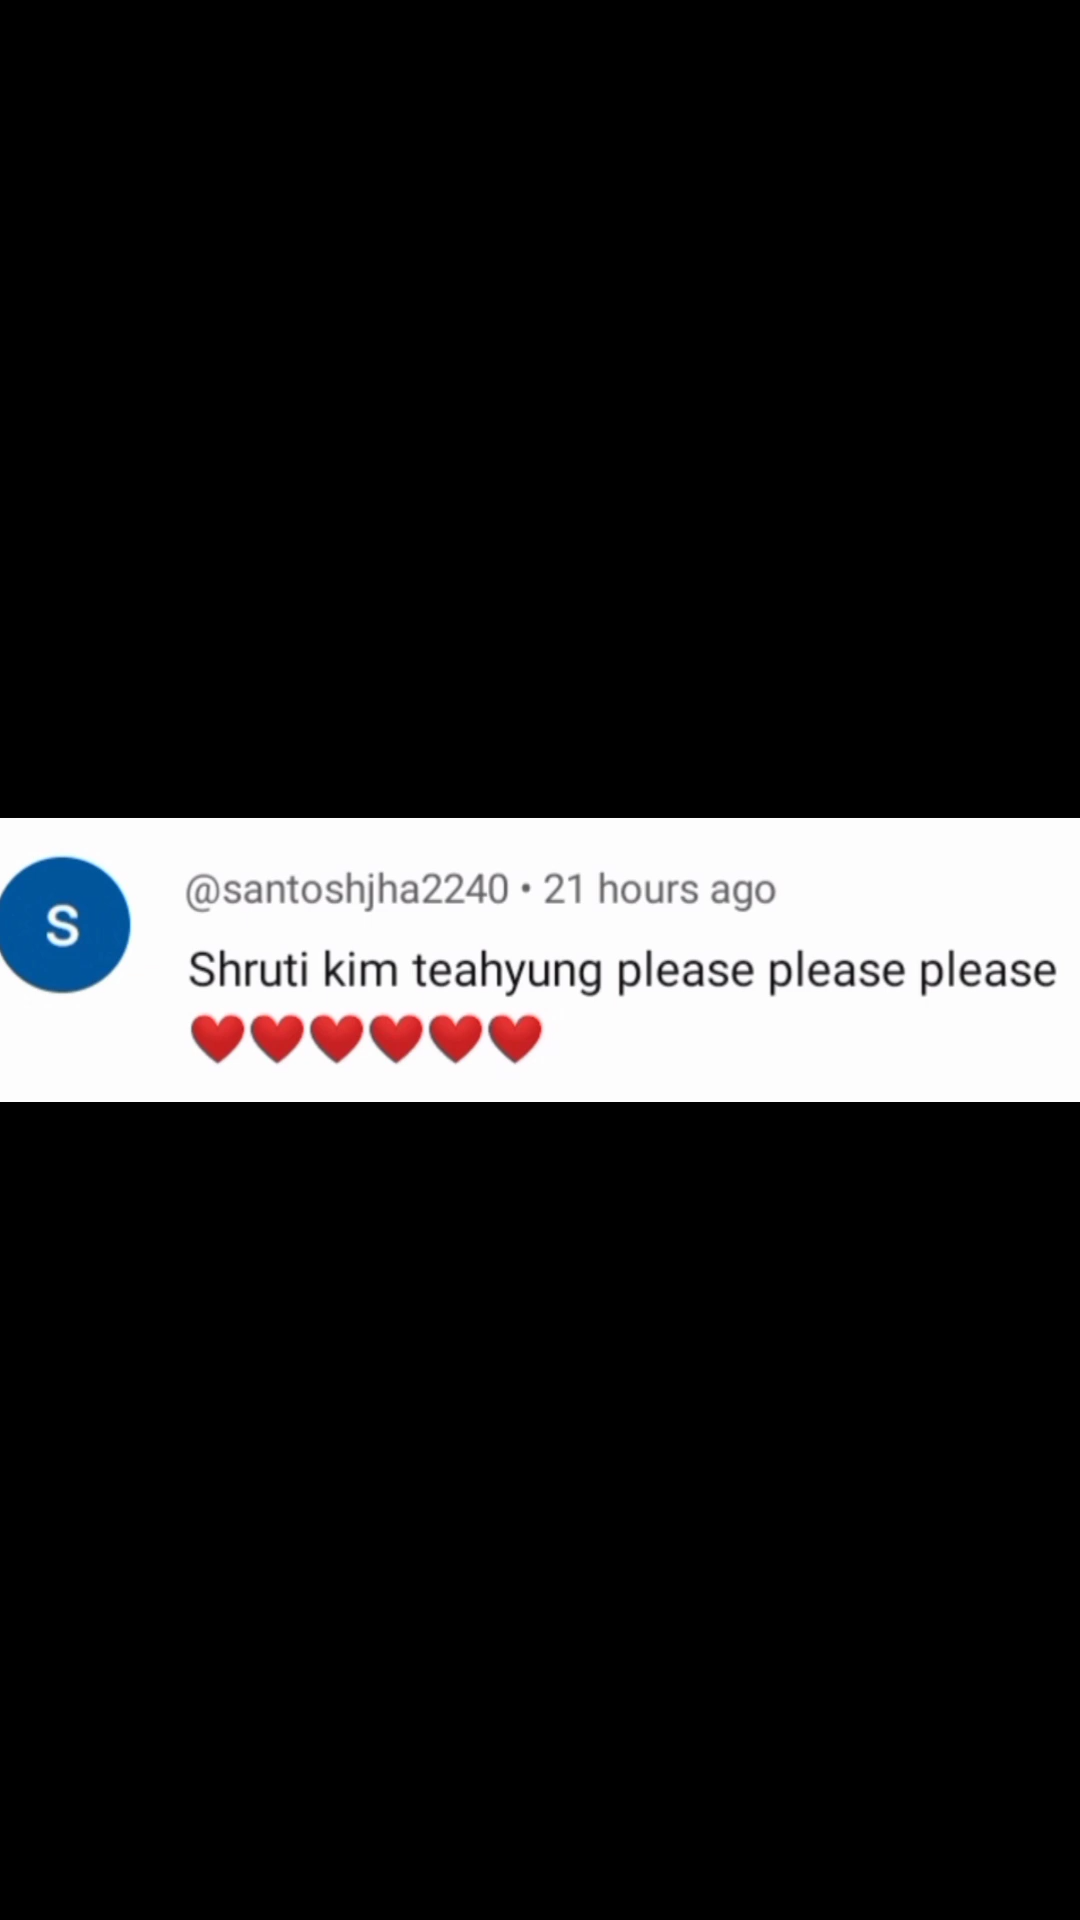 S
@santoshjha2240 • 21 hours ago
Shruti kim teahyung please please please
❤️❤️❤️❤️❤️❤️